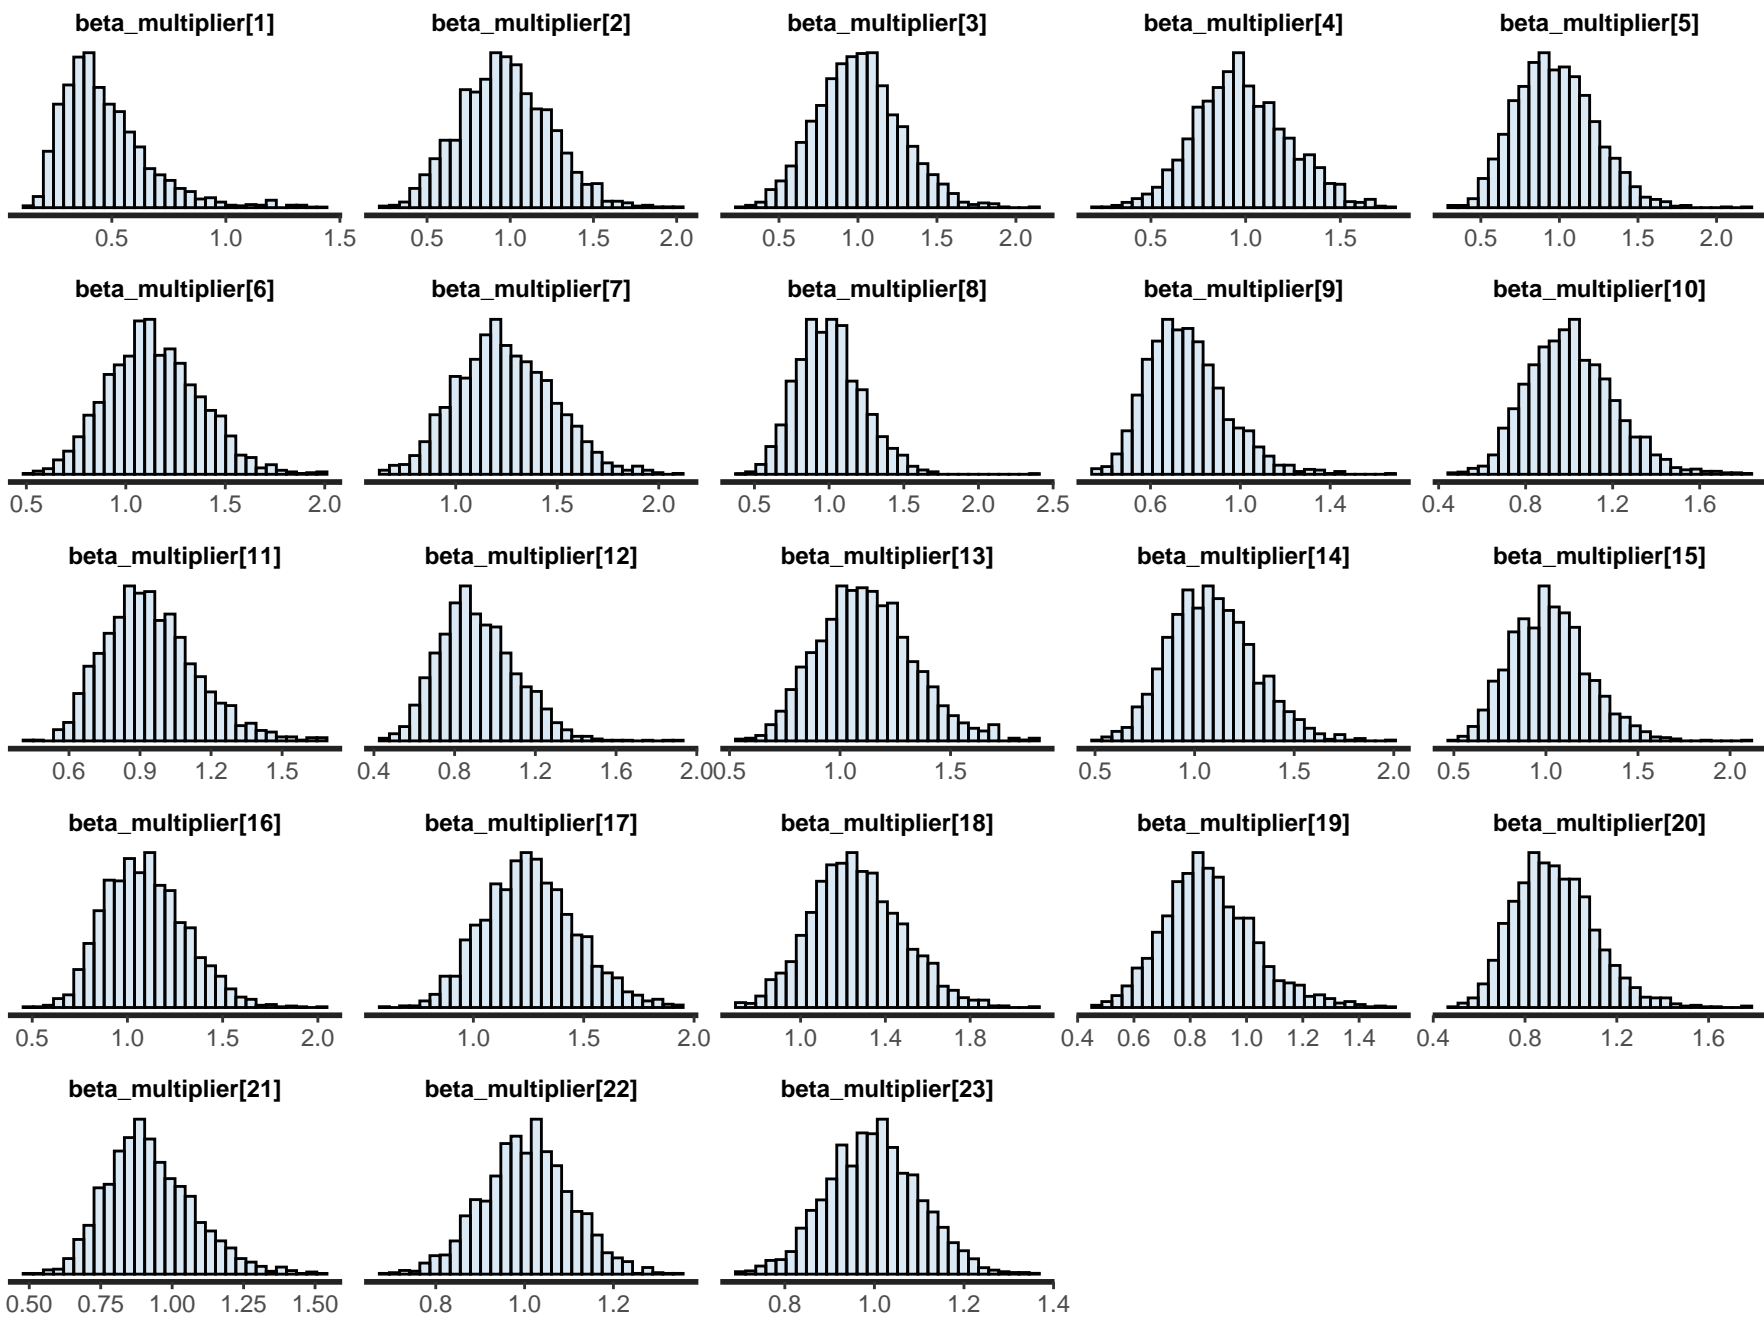 beta_multiplier[1] beta_multiplier[2] beta_multiplier[3] beta_multiplier[4] beta_multiplier[5]
0.5 1.0 1.5 0.5 1.0 1.5 2.0 0.5 1.0 1.5 2.0 0.5 1.0 1.5 0.5 1.0 1.5 2.0
beta_multiplier[6] beta_multiplier[7] beta_multiplier[8] beta_multiplier[9] beta_multiplier[10]
0.5 1.0 1.5 2.0 1.0 1.5 2.0 0.5 1.0 1.5 2.0 2.5 0.6 1.0 1.4 0.4 0.8 1.2 1.6
beta_multiplier[11] beta_multiplier[12] beta_multiplier[13] beta_multiplier[14] beta_multiplier[15]
0.6 0.9 1.2 1.5 0.4 0.8 1.2 1.6 2.0 0.5 1.0 1.5 0.5 1.0 1.5 2.0 0.5 1.0 1.5 2.0
beta_multiplier[16] beta_multiplier[17] beta_multiplier[18] beta_multiplier[19] beta_multiplier[20]
0.5 1.0 1.5 2.0 1.0 1.5 2.0 1.0 1.4 1.8 0.4 0.6 0.8 1.0 1.2 1.4 0.4 0.8 1.2 1.6
beta_multiplier[21] beta_multiplier[22] beta_multiplier[23]
0.50 0.75 1.00 1.25 1.50 0.8 1.0 1.2 0.8 1.0 1.2 1.4